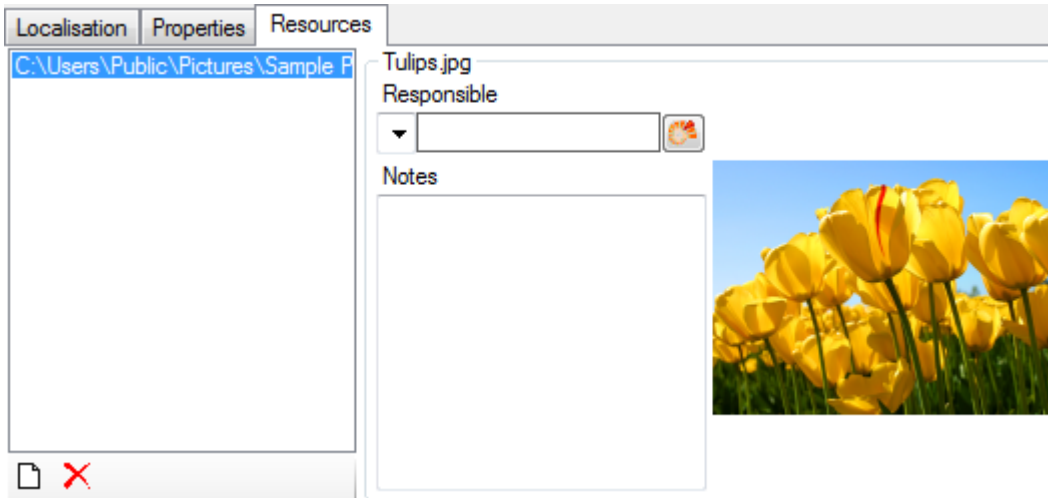 Localisation Properties Resources
C:\Users\Public\Pictures\Sample P
Tulips.jpg
Responsible
Notes